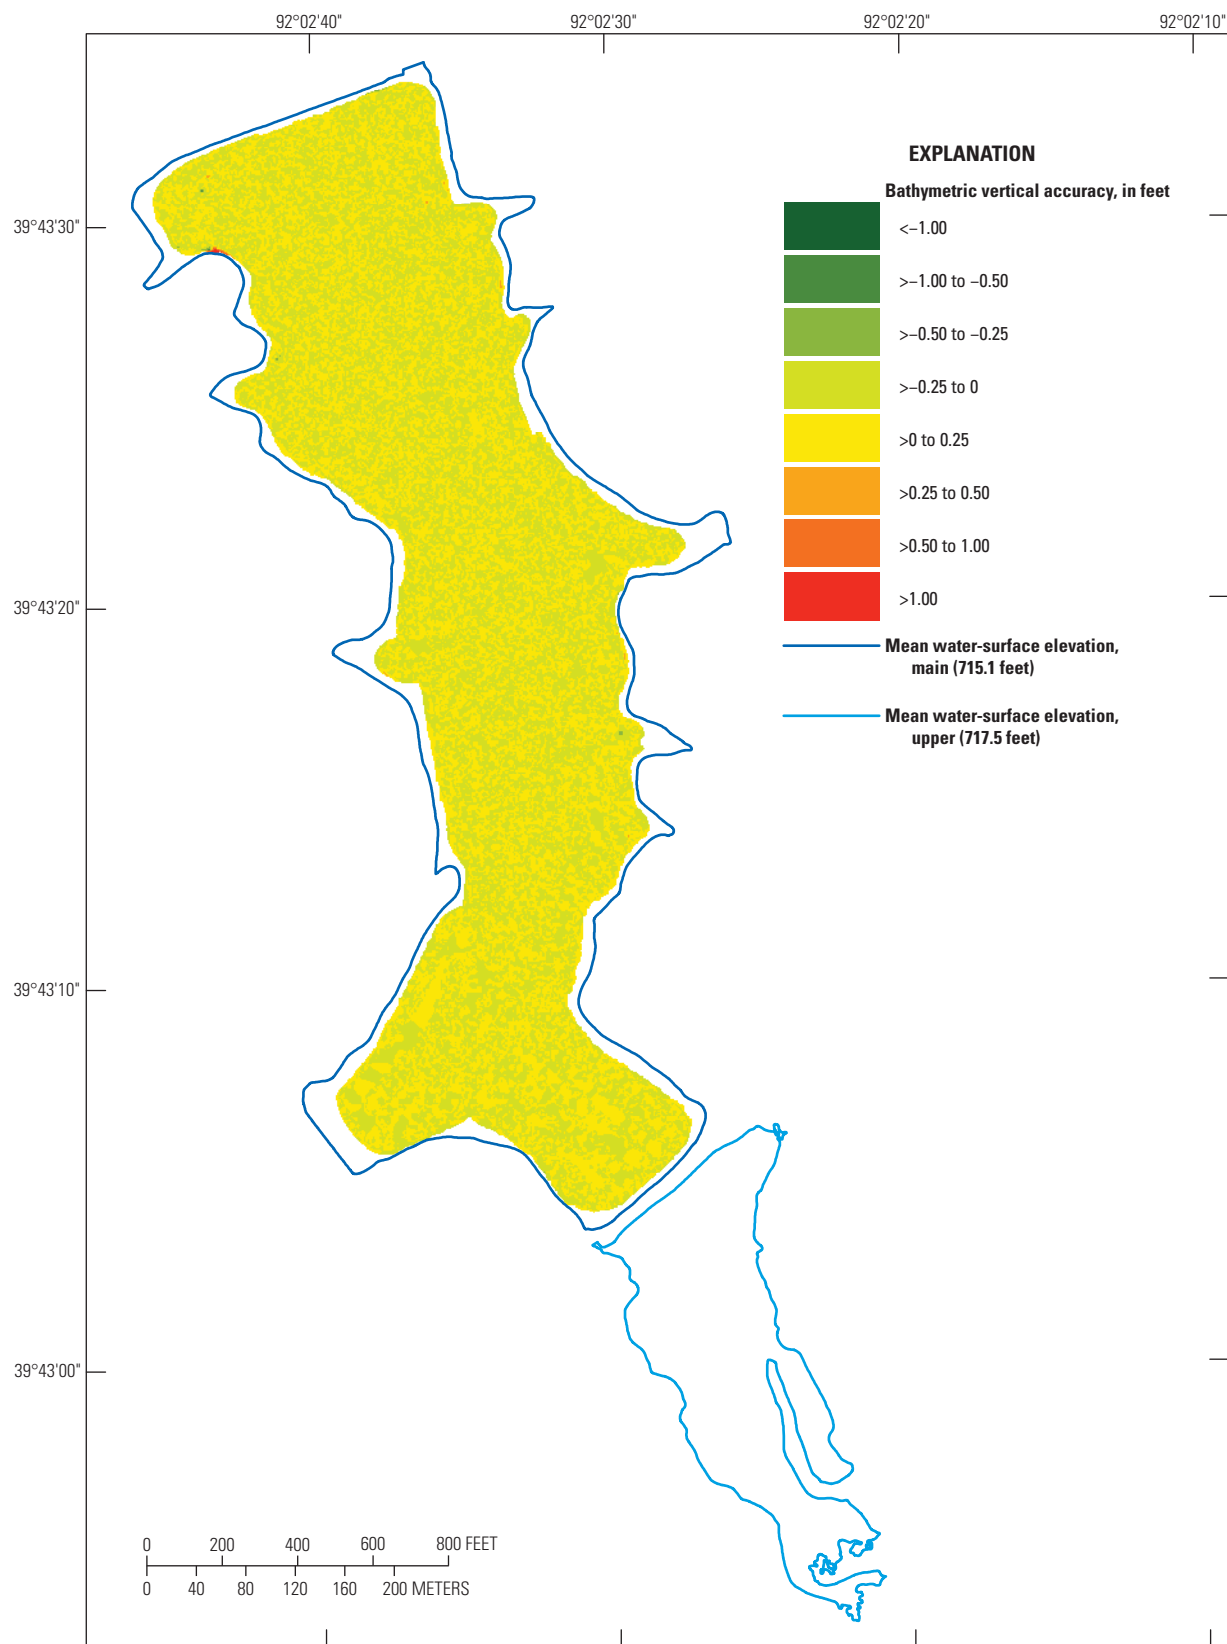 92°02'40" 92°02'30" 92°02'20" 92°02'10"
EXPLANATION
Bathymetric vertical accuracy, in feet
<−1.00
>−1.00 to −0.50
>−0.50 to −0.25
>−0.25 to 0
>0 to 0.25
>0.25 to 0.50
>0.50 to 1.00
>1.00
Mean water-surface elevation,
main (715.1 feet)
Mean water-surface elevation,
upper (717.5 feet)
39°43'30"
39°43'20"
39°43'10"
39°43'00"
0 200 400 600 800 FEET
0 40 80 120 160 200 METERS